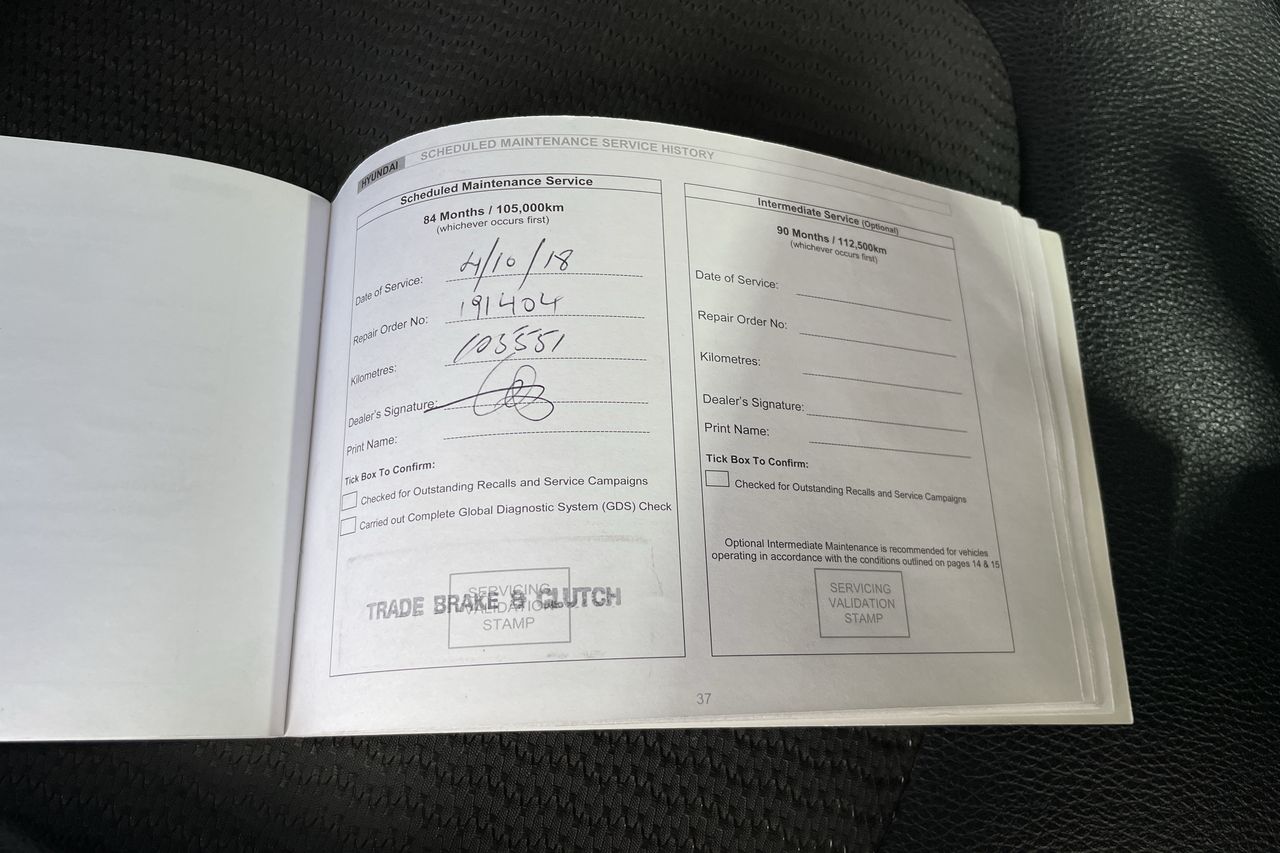 HYUNDAI SCHEDULED MAINTENANCE SERVICE HISTORY
Scheduled Maintenance Service
84 Months / 105,000km
(whichever occurs first)
Date of Service: 4/10/18
Repair Order No: 191404
Kilometres: 105551
Dealer's Signature:
Print Name:
Tick Box To Confirm:
Checked for Outstanding Recalls and Service Campaigns
Carried out Complete Global Diagnostic System (GDS) Check
SERVICING
VALIDATION
STAMP
TRADE BRAKE & CLUTCH
Intermediate Service (Optional)
90 Months / 112,500km
(whichever occurs first)
Date of Service:
Repair Order No:
Kilometres:
Dealer's Signature:
Print Name:
Tick Box To Confirm:
Checked for Outstanding Recalls and Service Campaigns
Optional Intermediate Maintenance is recommended for vehicles
operating in accordance with the conditions outlined on pages 14 & 15
SERVICING
VALIDATION
STAMP
37